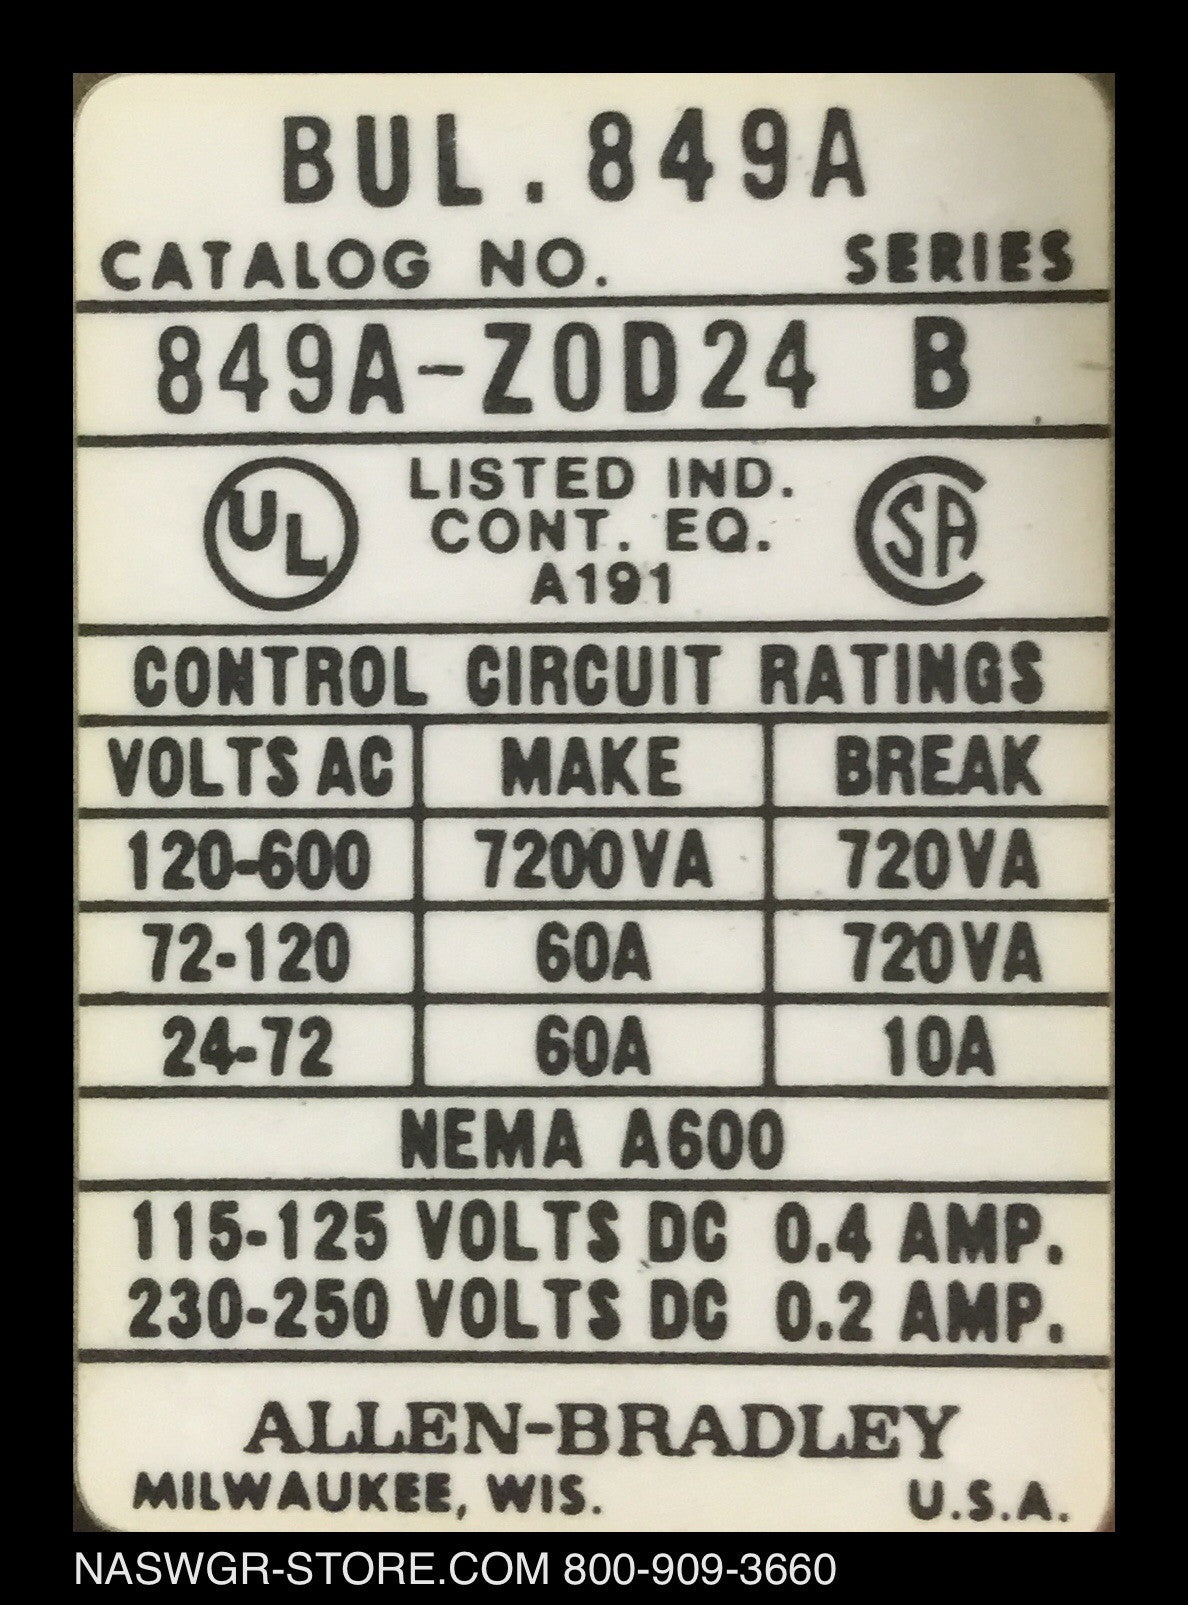 BUL. 849A
CATALOG NO. SERIES
849A-Z0D24 B
UL LISTED IND. CSA
CONT. EQ.
A191
CONTROL CIRCUIT RATINGS
VOLTS AC MAKE BREAK
120-600 7200VA 720VA
72-120 60A 720VA
24-72 60A 10A
NEMA A600
115-125 VOLTS DC 0.4 AMP.
230-250 VOLTS DC 0.2 AMP.
ALLEN-BRADLEY
MILWAUKEE, WIS. U.S.A.
NASWGR-STORE.COM 800-909-3660